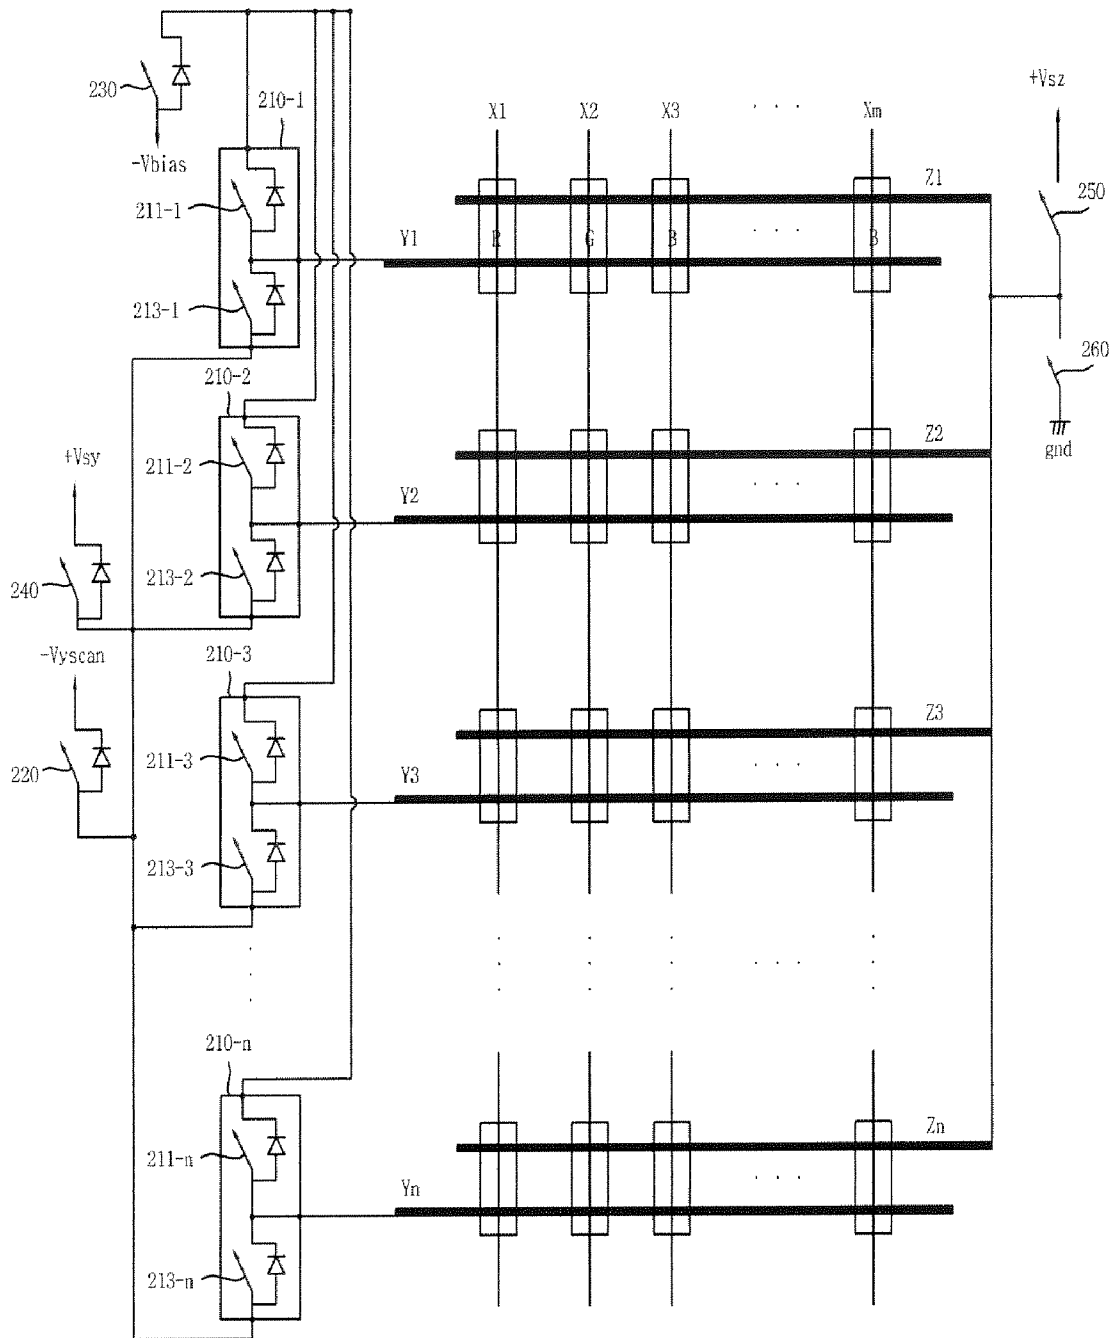 230
-Vbias
210-1
211-1
213-1
X1 X2 X3 · · · Xm
+Vsz
250
260
gnd
Z1
Y1 R G B · · · B
210-2
211-2
213-2
+Vsy
240
-Vyscan
220
Z2
Y2 · · ·
210-3
211-3
213-3
Z3
Y3 · · ·
210-n
211-n
213-n
Zn
Yn · · ·